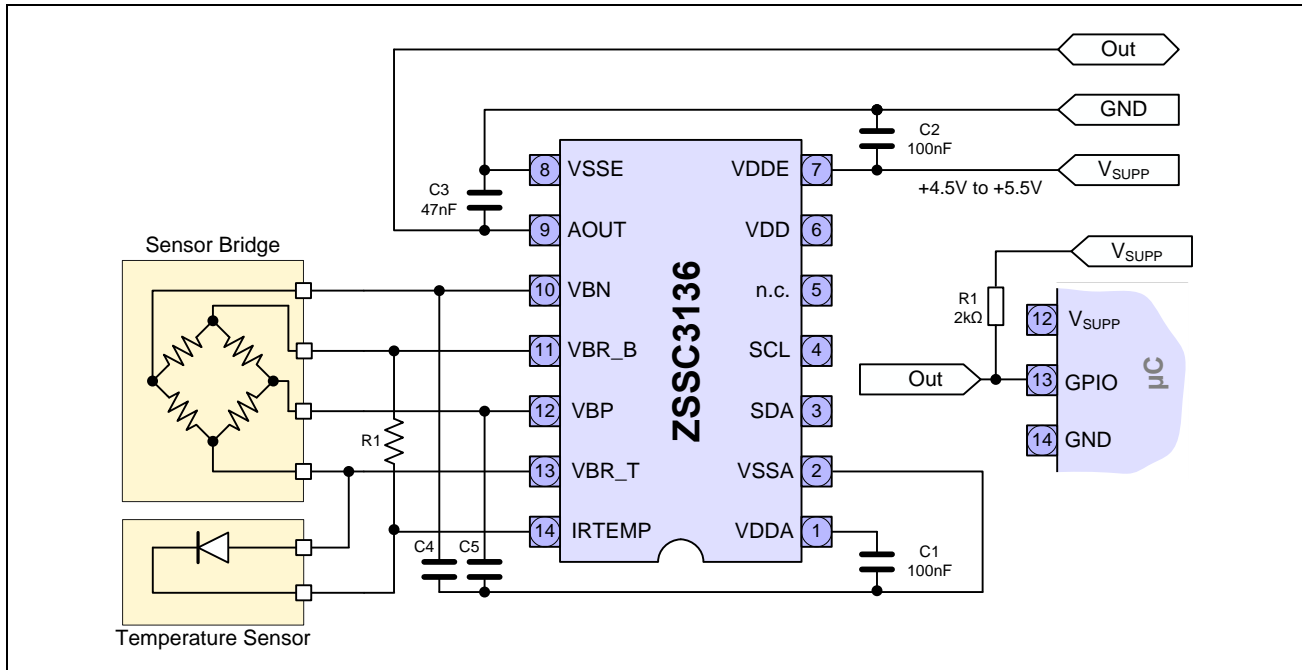 Out
GND
C2
100nF
V_SUPP
+4.5V to +5.5V
8 VSSE
VDDE 7
C3
47nF
9 AOUT
VDD 6
Sensor Bridge
10 VBN
n.c. 5
11 VBR_B
SCL 4
12 VBP
SDA 3
R1
13 VBR_T
VSSA 2
14 IRTEMP
VDDA 1
ZSSC3136
C4
C5
C1
100nF
Temperature Sensor
V_SUPP
R1
2kΩ
12 V_SUPP
Out
13 GPIO
14 GND
µC